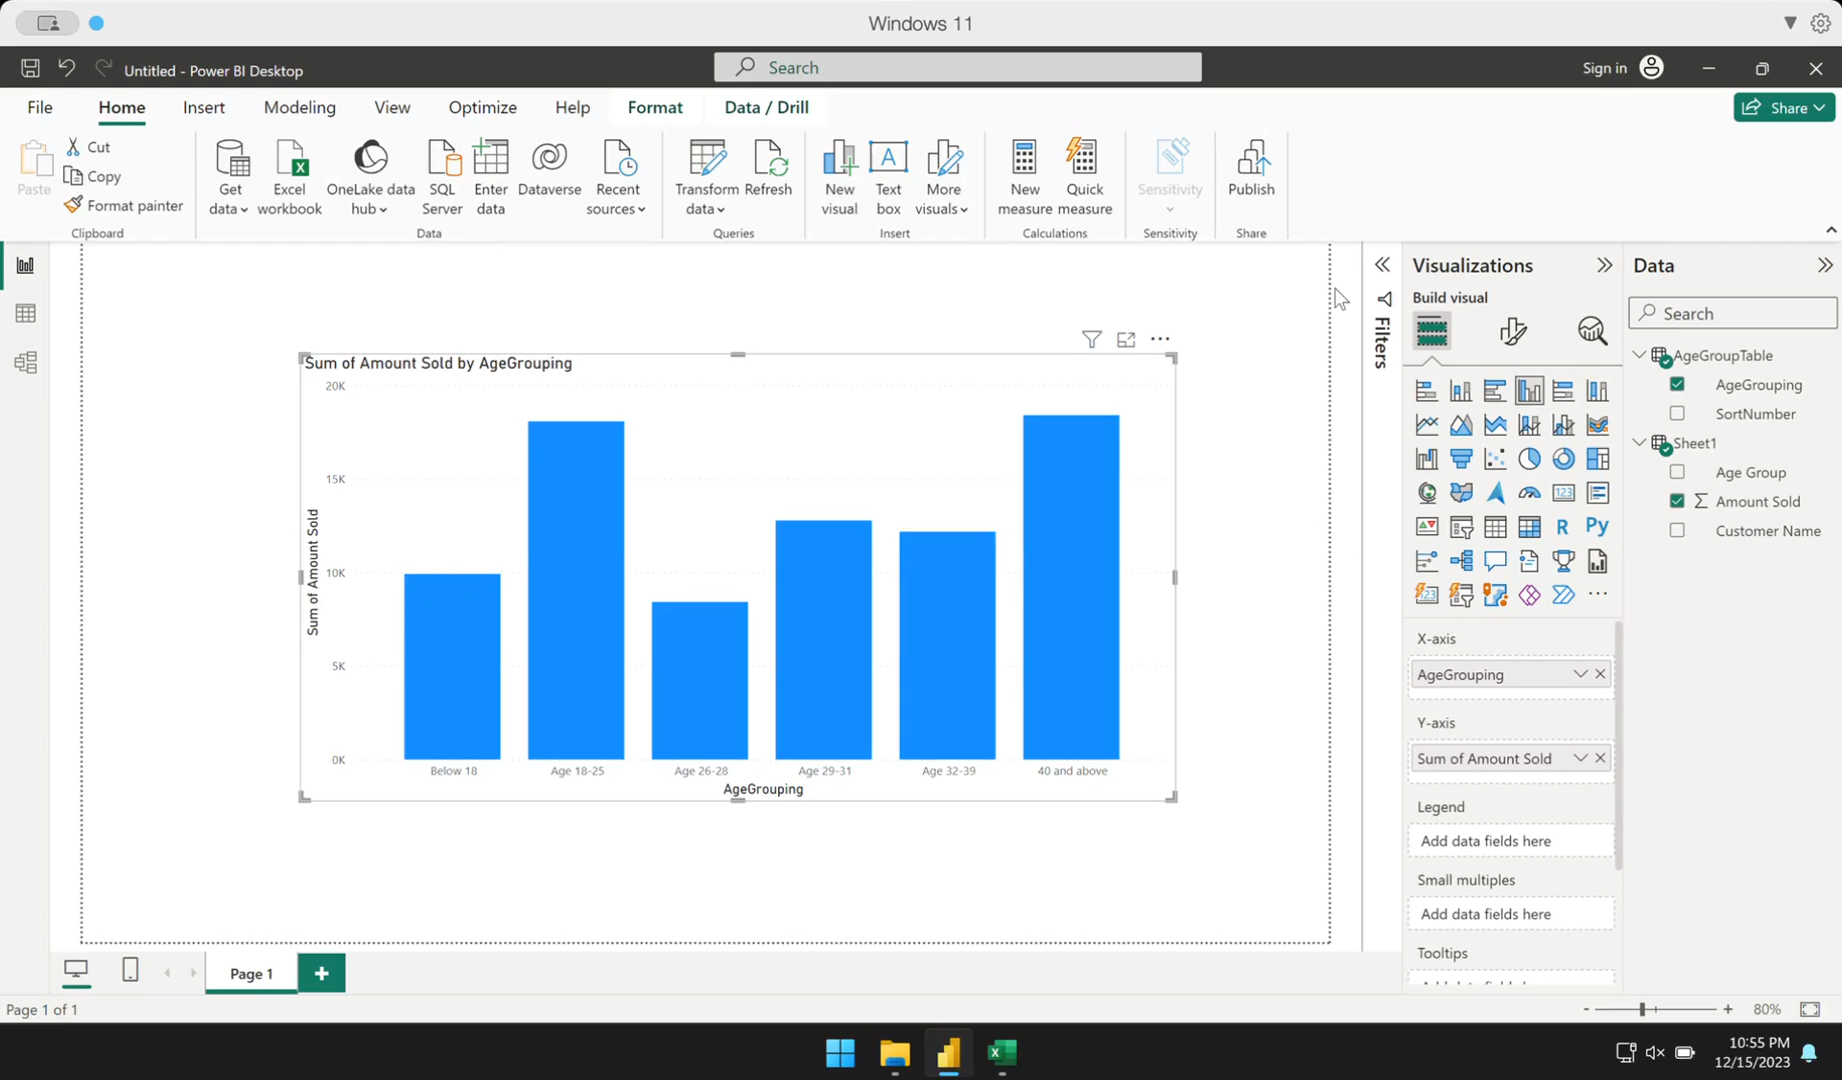 Windows 11
Untitled - Power BI Desktop
Search
Sign in
File
Home
Insert
Modeling
View
Optimize
Help
Format
Data / Drill
Share
Paste
Cut
Copy
Format painter
Clipboard
Get data
Excel workbook
OneLake data hub
SQL Server
Enter data
Dataverse
Recent sources
Data
Transform data
Refresh
Queries
New visual
Text box
More visuals
Insert
New measure
Quick measure
Calculations
Sensitivity
Sensitivity
Publish
Share
Sum of Amount Sold by AgeGrouping
20K
15K
10K
5K
0K
Sum of Amount Sold
Below 18
Age 18-25
Age 26-28
Age 29-31
Age 32-39
40 and above
AgeGrouping
Filters
Visualizations
Build visual
123
R
Py
123
X-axis
AgeGrouping
Y-axis
Sum of Amount Sold
Legend
Add data fields here
Small multiples
Add data fields here
Tooltips
Data
Search
AgeGroupTable
AgeGrouping
SortNumber
Sheet1
Age Group
Amount Sold
Customer Name
Page 1
Page 1 of 1
80%
10:55 PM
12/15/2023